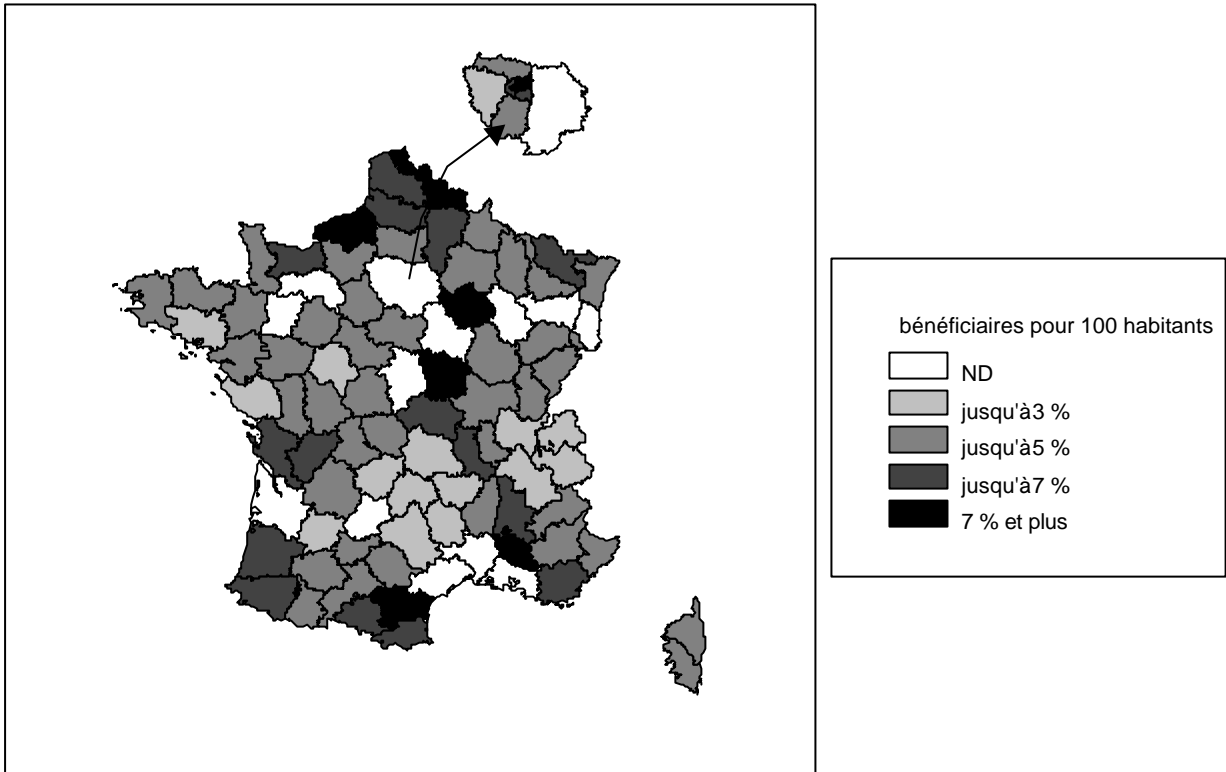 bénéficiaires pour 100 habitants
ND
jusqu'à3 %
jusqu'à5 %
jusqu'à7 %
7 % et plus